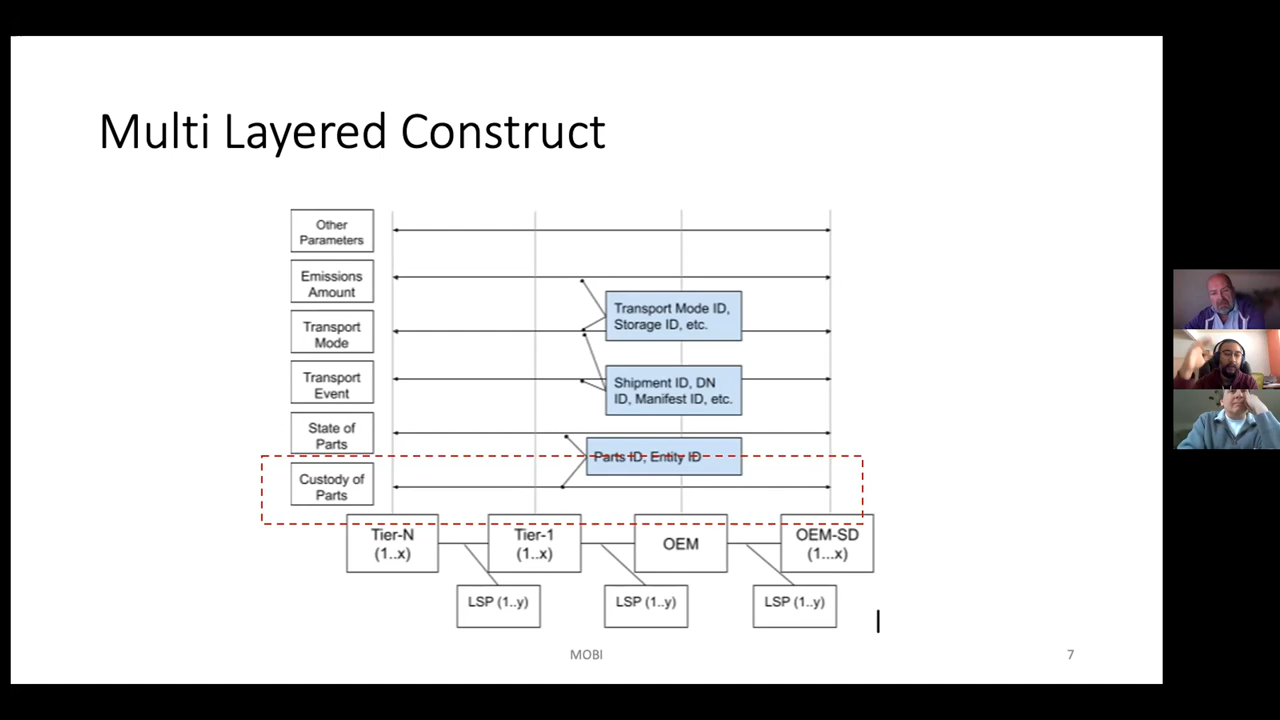 Multi Layered Construct
Other
Parameters
Emissions
Amount
Transport Mode ID,
Storage ID, etc.
Transport
Mode
Transport
Event
Shipment ID, DN
ID, Manifest ID, etc.
State of
Parts
Parts ID, Entity ID
Custody of
Parts
Tier-N
(1..x)
Tier-1
(1..x)
OEM
OEM-SD
(1...x)
LSP (1..y)
LSP (1..y)
LSP (1..y)
MOBI
7